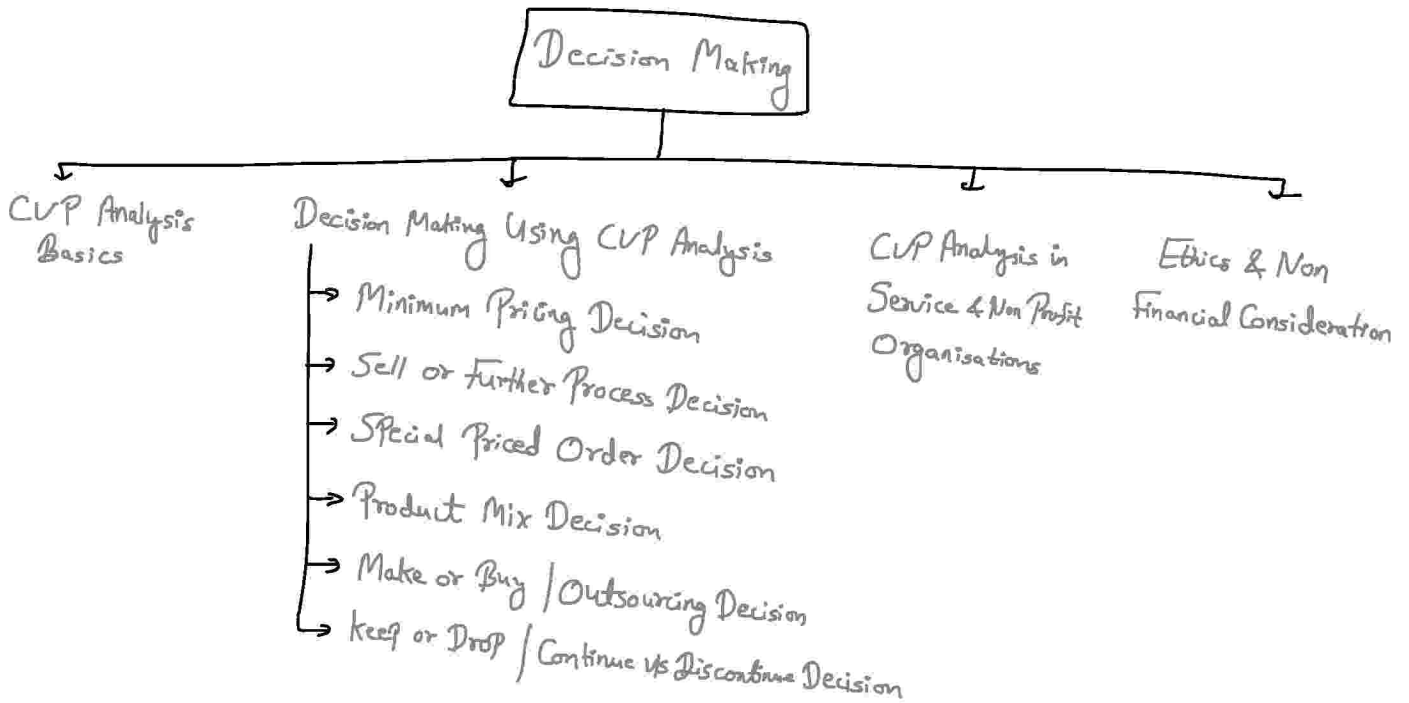 Decision Making
CVP Analysis
Basics
Decision Making Using CVP Analysis
Minimum Pricing Decision
Sell or Further Process Decision
Special Priced Order Decision
Product Mix Decision
Make or Buy / Outsourcing Decision
Keep or Drop / Continue v/s Discontinue Decision
CVP Analysis in
Service & Non Profit
Organisations
Ethics & Non
Financial Consideration